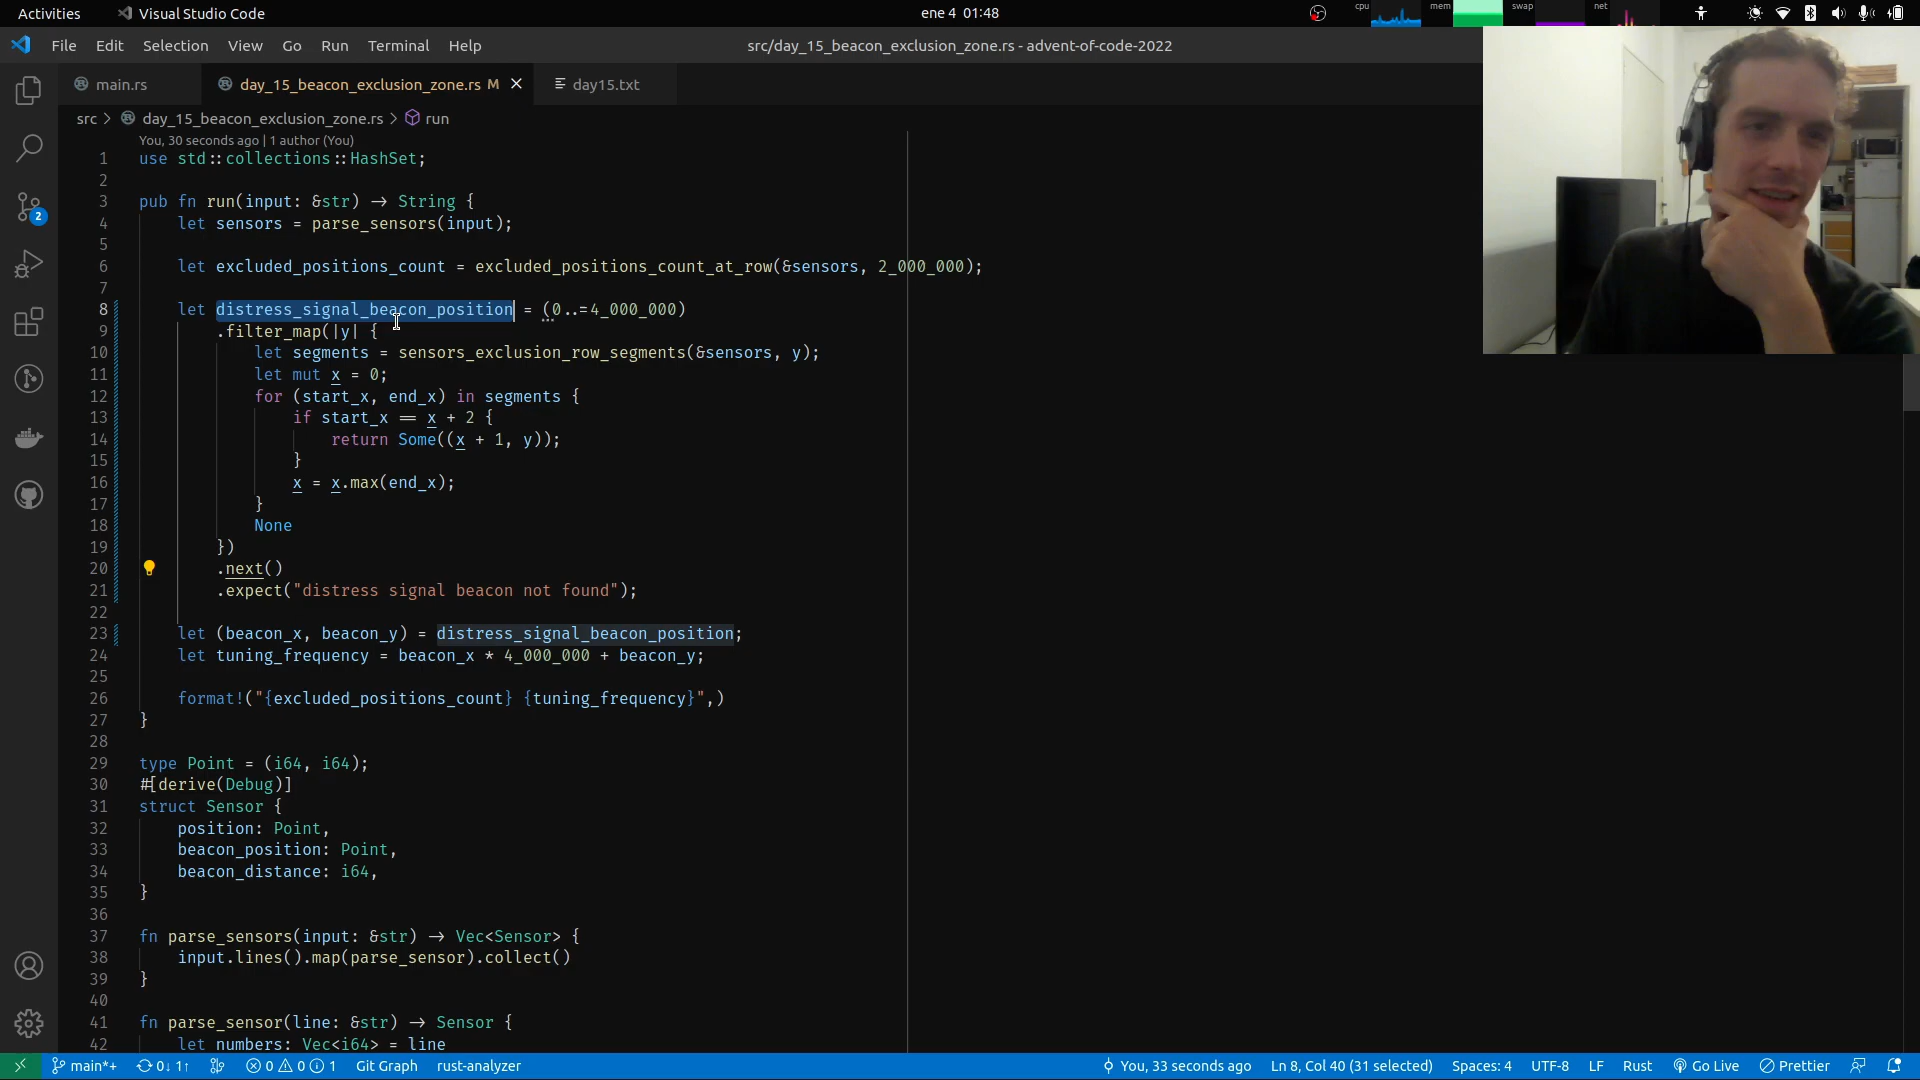 Activities
Visual Studio Code
ene 4 01:48
cpu
mem
swap
net
File Edit Selection View Go Run Terminal Help
src/day_15_beacon_exclusion_zone.rs - advent-of-code-2022
main.rs
day_15_beacon_exclusion_zone.rs M
day15.txt
src > day_15_beacon_exclusion_zone.rs > run
You, 30 seconds ago | 1 author (You)
1 use std::collections::HashSet;
2
3 pub fn run(input: &str) → String {
4 let sensors = parse_sensors(input);
5
6 let excluded_positions_count = excluded_positions_count_at_row(&sensors, 2_000_000);
7
8 let distress_signal_beacon_position = (0..=4_000_000)
9 .filter_map(|y| {
10 let segments = sensors_exclusion_row_segments(&sensors, y);
11 let mut x = 0;
12 for (start_x, end_x) in segments {
13 if start_x == x + 2 {
14 return Some((x + 1, y));
15 }
16 x = x.max(end_x);
17 }
18 None
19 })
20 .next()
21 .expect("distress signal beacon not found");
22
23 let (beacon_x, beacon_y) = distress_signal_beacon_position;
24 let tuning_frequency = beacon_x * 4_000_000 + beacon_y;
25
26 format!("{excluded_positions_count} {tuning_frequency}",)
27 }
28
29 type Point = (i64, i64);
30 #[derive(Debug)]
31 struct Sensor {
32 position: Point,
33 beacon_position: Point,
34 beacon_distance: i64,
35 }
36
37 fn parse_sensors(input: &str) → Vec<Sensor> {
38 input.lines().map(parse_sensor).collect()
39 }
40
41 fn parse_sensor(line: &str) → Sensor {
42 let numbers: Vec<i64> = line
2
main*+ 0↓ 1↑ 0 0 1 Git Graph rust-analyzer
You, 33 seconds ago Ln 8, Col 40 (31 selected) Spaces: 4 UTF-8 LF Rust Go Live Prettier